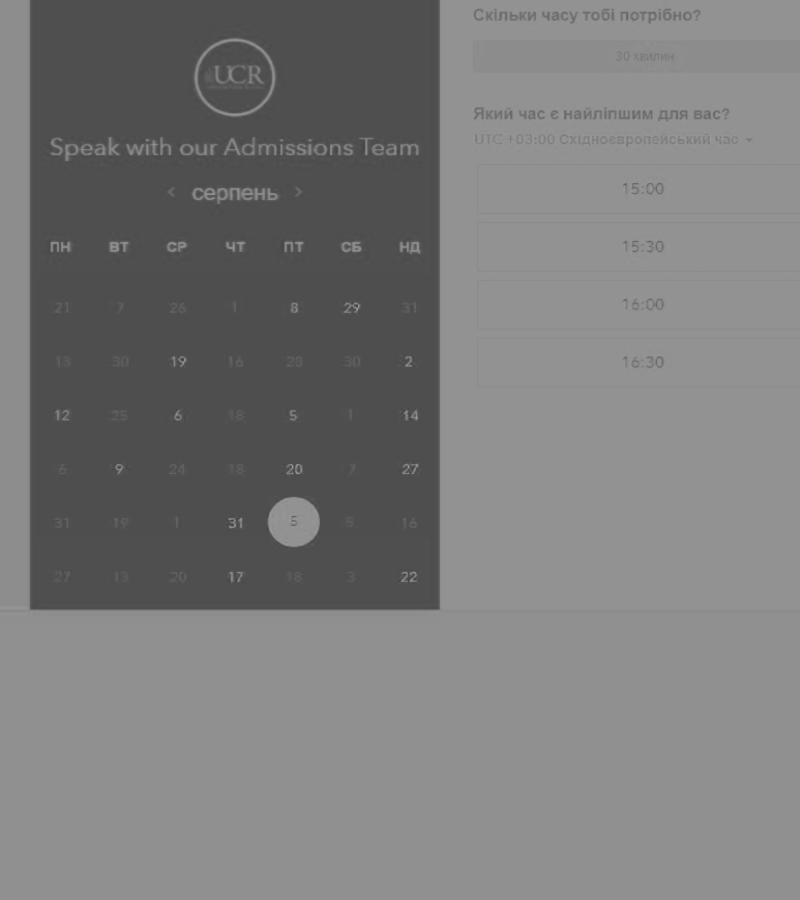 UCR
Speak with our Admissions Team
< серпень >
ПН ВТ СР ЧТ ПТ СБ НД
21 7 26 1 8 29 31
13 30 19 16 28 30 2
12 25 6 18 5 1 14
6 9 24 18 20 7 27
31 19 1 31 5 5 16
27 13 20 17 18 3 22
Скільки часу тобі потрібно?
30 хвилин
Який час є найліпшим для вас?
UTC +03:00 Східноєвропейський час
15:00
15:30
16:00
16:30